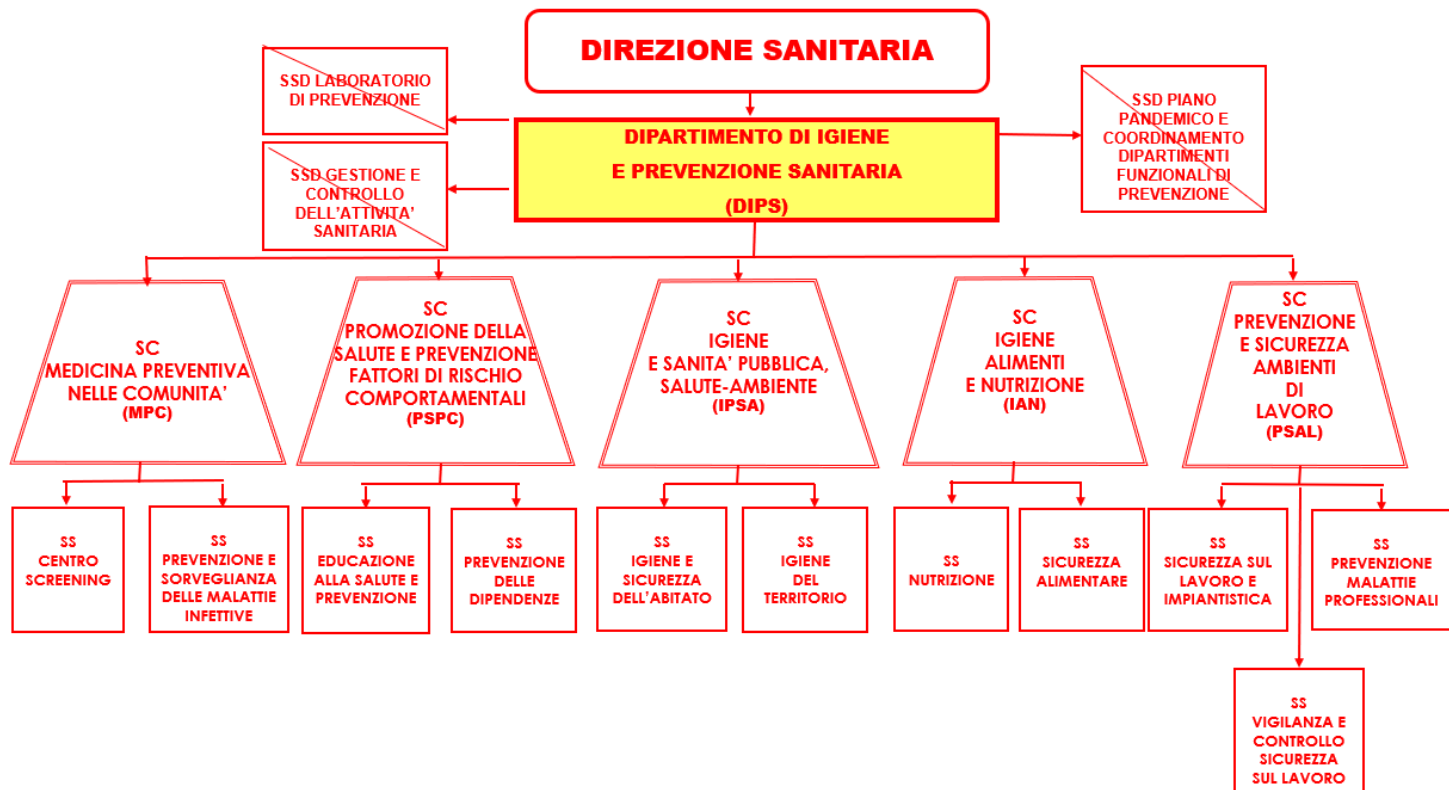 DIREZIONE SANITARIA
SSD LABORATORIO
DI PREVENZIONE
SSD GESTIONE E
CONTROLLO
DELL'ATTIVITA'
SANITARIA
DIPARTIMENTO DI IGIENE
E PREVENZIONE SANITARIA
(DIPS)
SSD PIANO
PANDEMICO E
COORDINAMENTO
DIPARTIMENTI
FUNZIONALI DI
PREVENZIONE
SC
MEDICINA PREVENTIVA
NELLE COMUNITA'
(MPC)
SC
PROMOZIONE DELLA
SALUTE E PREVENZIONE
FATTORI DI RISCHIO
COMPORTAMENTALI
(PSPC)
SC
IGIENE
E SANITA' PUBBLICA,
SALUTE-AMBIENTE
(IPSA)
SC
IGIENE
ALIMENTI
E NUTRIZIONE
(IAN)
SC
PREVENZIONE
E SICUREZZA
AMBIENTI
DI
LAVORO
(PSAL)
SS
CENTRO
SCREENING
SS
PREVENZIONE E
SORVEGLIANZA
DELLE MALATTIE
INFETTIVE
SS
EDUCAZIONE
ALLA SALUTE E
PREVENZIONE
SS
PREVENZIONE
DELLE
DIPENDENZE
SS
IGIENE E
SICUREZZA
DELL'ABITATO
SS
IGIENE
DEL
TERRITORIO
SS
NUTRIZIONE
SS
SICUREZZA
ALIMENTARE
SS
SICUREZZA SUL
LAVORO E
IMPIANTISTICA
SS
PREVENZIONE
MALATTIE
PROFESSIONALI
SS
VIGILANZA E
CONTROLLO
SICUREZZA
SUL LAVORO